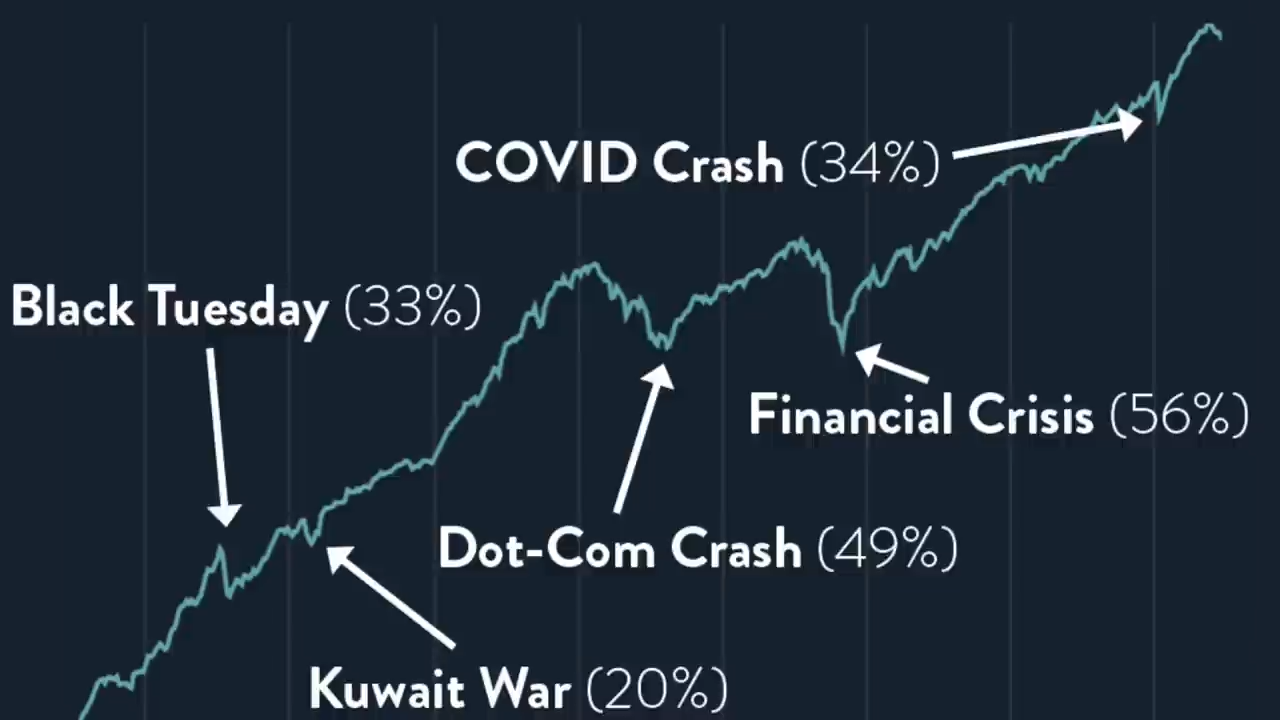 COVID Crash (34%)
Black Tuesday (33%)
Financial Crisis (56%)
Dot-Com Crash (49%)
Kuwait War (20%)